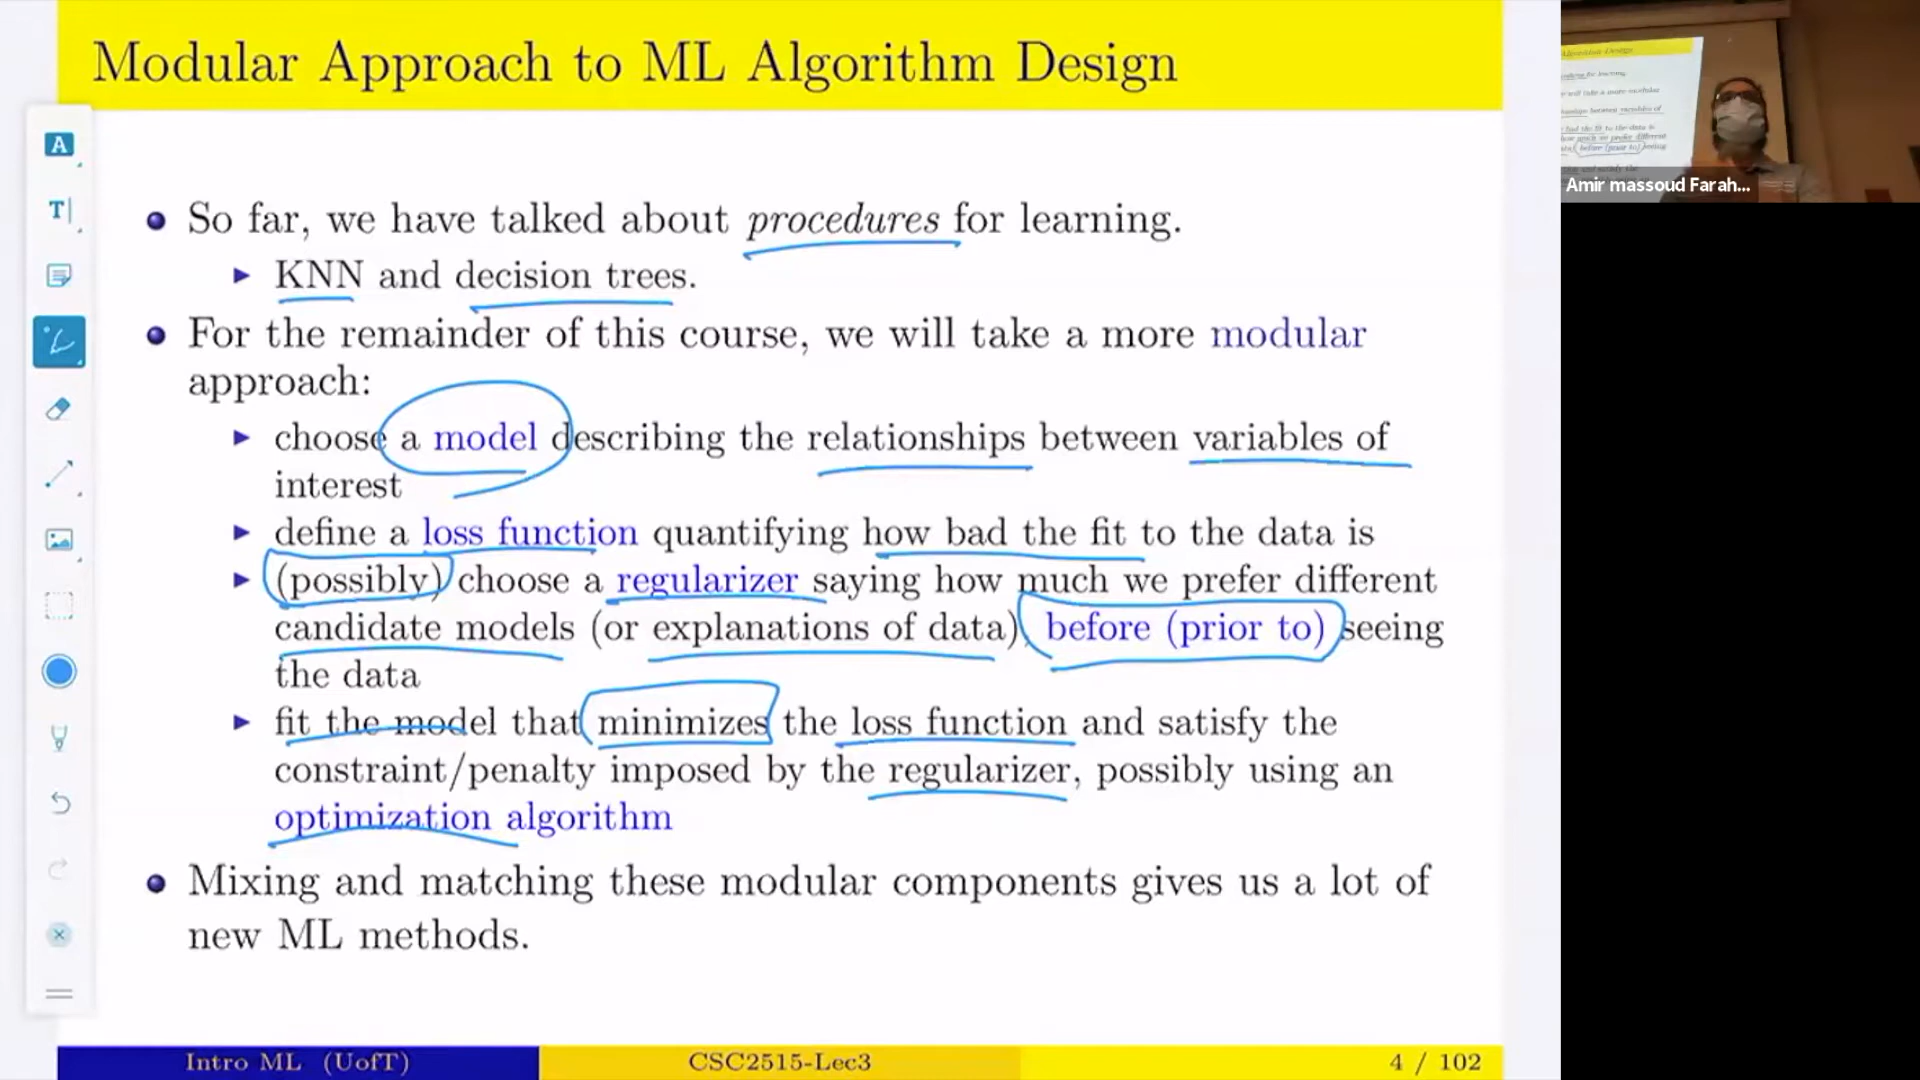 Modular Approach to ML Algorithm Design
So far, we have talked about procedures for learning.
KNN and decision trees.
For the remainder of this course, we will take a more modular
approach:
choose a model describing the relationships between variables of
interest
define a loss function quantifying how bad the fit to the data is
(possibly) choose a regularizer saying how much we prefer different
candidate models (or explanations of data) before (prior to) seeing
the data
fit the model that minimizes the loss function and satisfy the
constraint/penalty imposed by the regularizer, possibly using an
optimization algorithm
Mixing and matching these modular components gives us a lot of
new ML methods.
Intro ML (UofT)
CSC2515-Lec3
4 / 102
A
T
Amir massoud Farah...